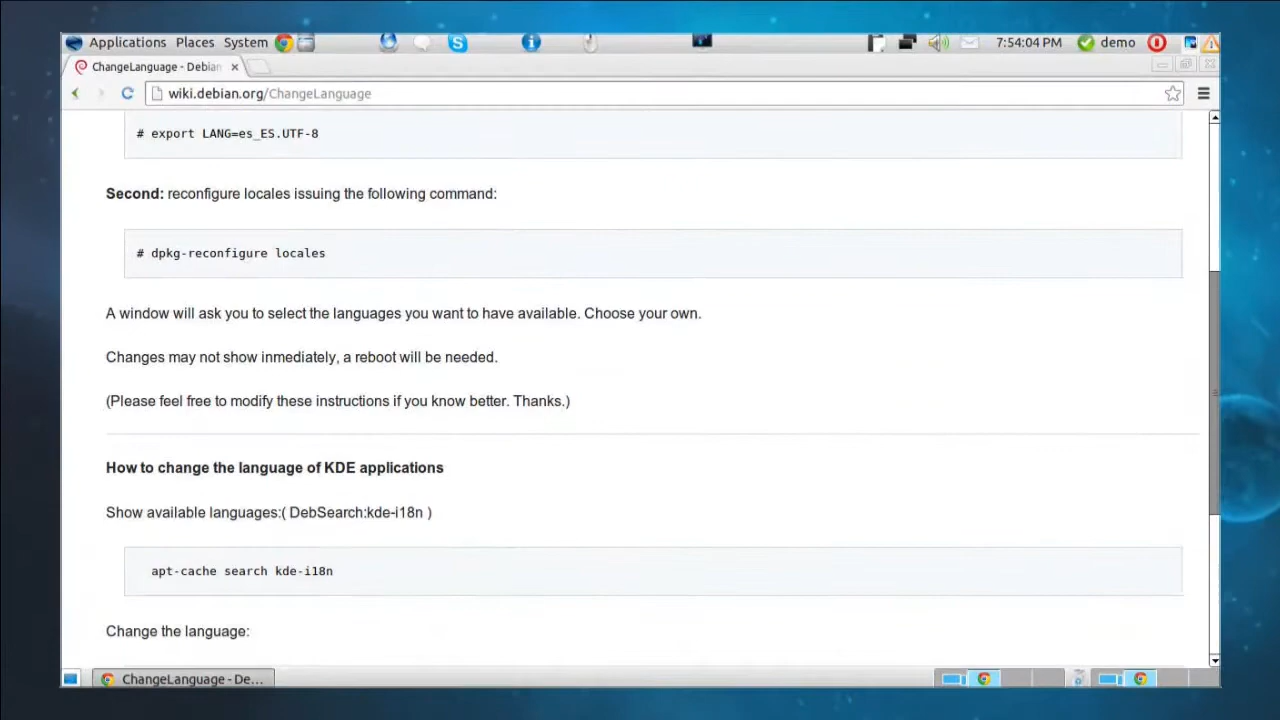 Applications Places System 7:54:04 PM demo
ChangeLanguage - Debian
wiki.debian.org/ChangeLanguage
# export LANG=es_ES.UTF-8
Second: reconfigure locales issuing the following command:
# dpkg-reconfigure locales
A window will ask you to select the languages you want to have available. Choose your own.
Changes may not show inmediately, a reboot will be needed.
(Please feel free to modify these instructions if you know better. Thanks.)
How to change the language of KDE applications
Show available languages:( DebSearch:kde-i18n )
apt-cache search kde-i18n
Change the language:
ChangeLanguage - De...